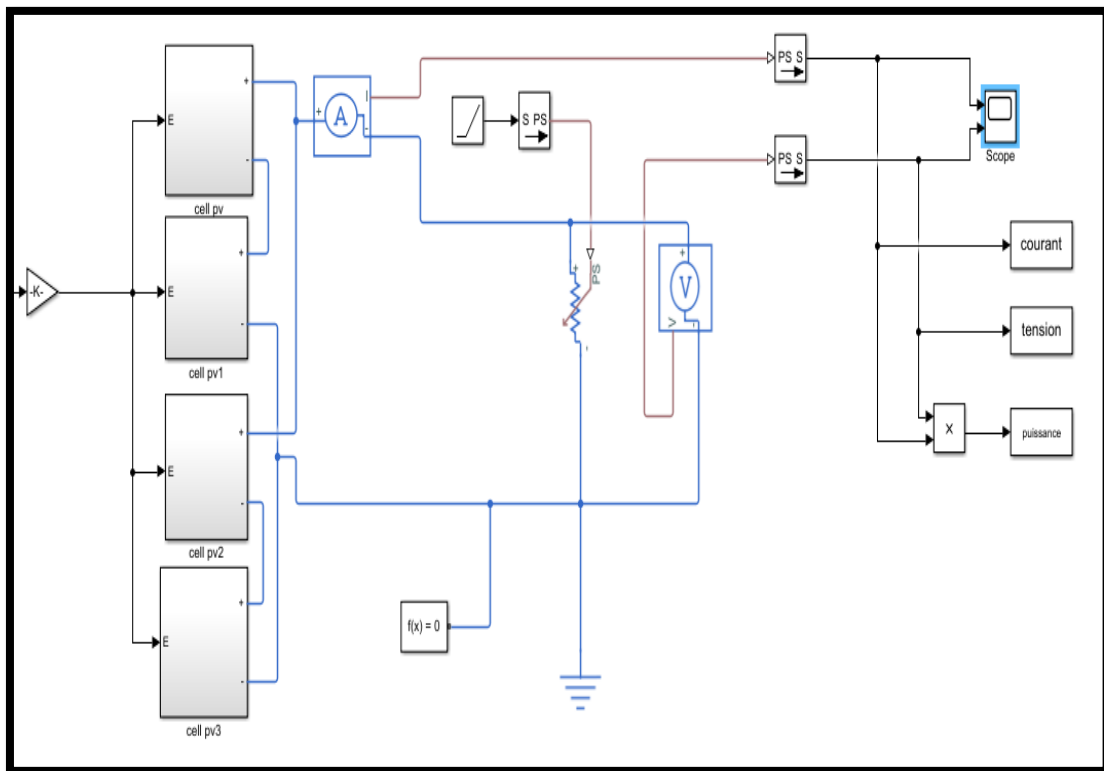 +
E
-
cell pv
+
E
-
cell pv1
-K-
+
E
-
cell pv2
+
E
-
cell pv3
+
A
I
-
S PS
PS S
PS S
Scope
+
PS
-
+
V
V
-
courant
tension
×
puissance
f(x) = 0